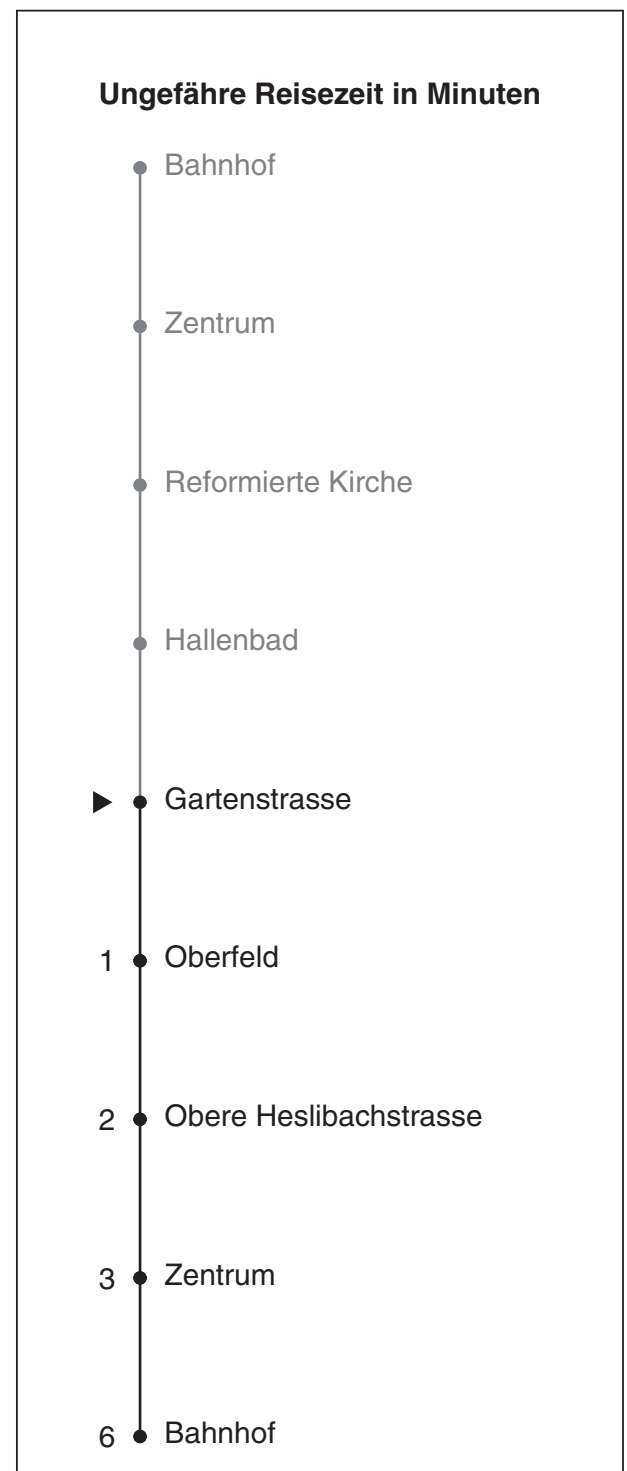 Ungefähre Reisezeit in Minuten
Bahnhof
Zentrum
Reformierte Kirche
Hallenbad
Gartenstrasse
1 Oberfeld
2 Obere Heslibachstrasse
3 Zentrum
6 Bahnhof